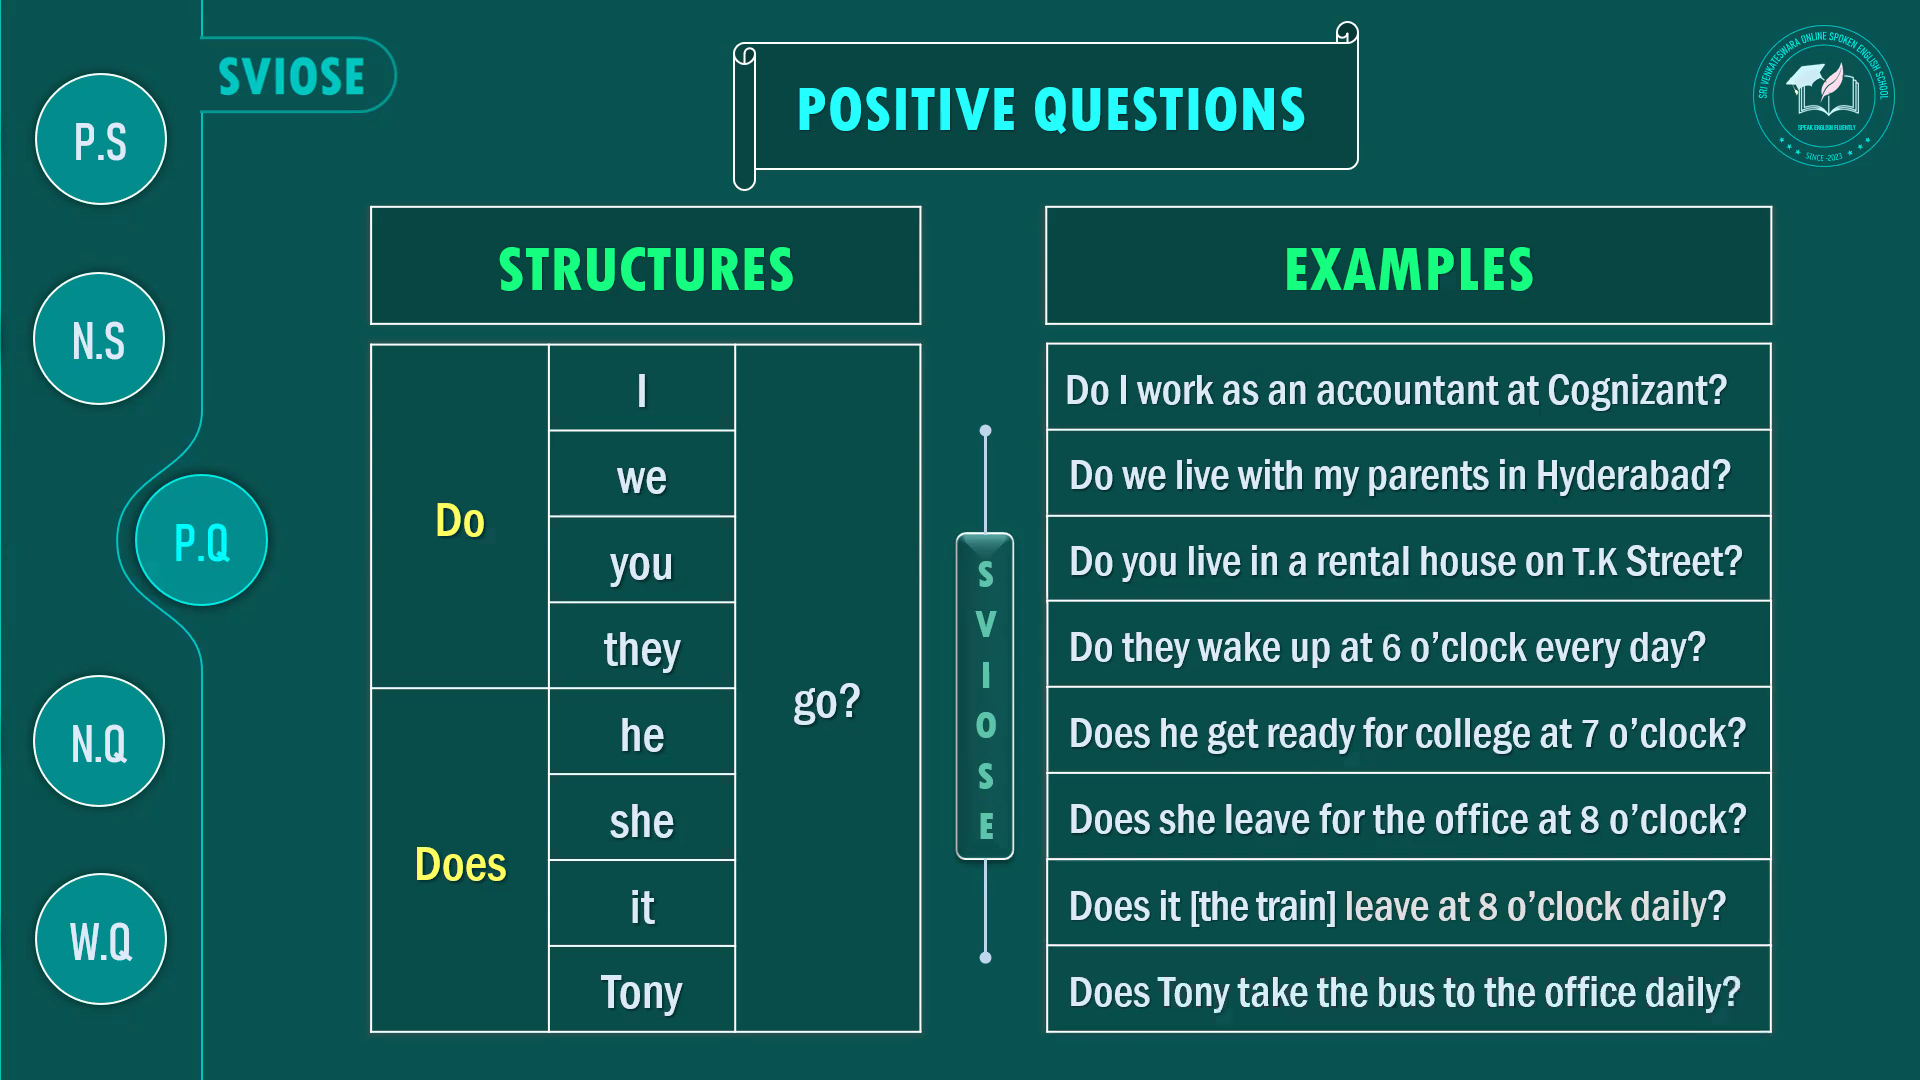 SVIOSE
POSITIVE QUESTIONS
SRI VENKATESWARA ONLINE SPOKEN ENGLISH SCHOOL
SPEAK ENGLISH FLUENTLY
SINCE -2023
P.S
N.S
P.Q
N.Q
W.Q
STRUCTURES
Do
Does
I
we
you
they
he
she
it
Tony
go?
S
V
I
O
S
E
EXAMPLES
Do I work as an accountant at Cognizant?
Do we live with my parents in Hyderabad?
Do you live in a rental house on T.K Street?
Do they wake up at 6 o’clock every day?
Does he get ready for college at 7 o’clock?
Does she leave for the office at 8 o’clock?
Does it [the train] leave at 8 o’clock daily?
Does Tony take the bus to the office daily?